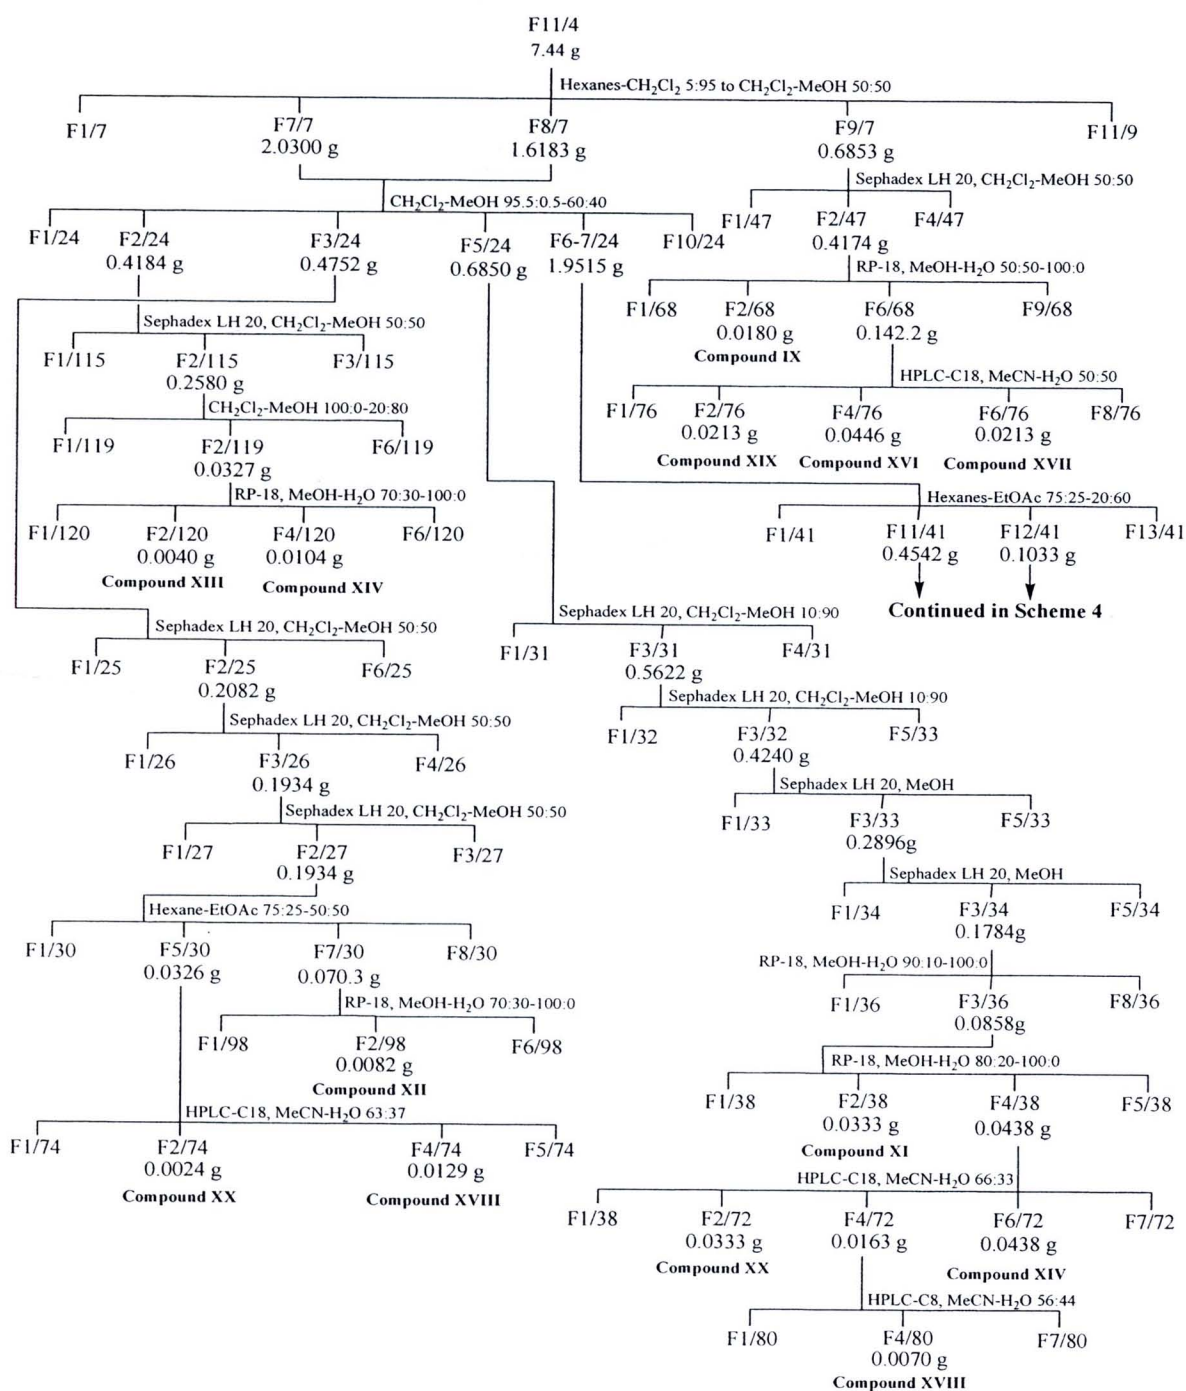 F11/4
7.44 g
Hexanes-CH2Cl2 5:95 to CH2Cl2-MeOH 50:50
F1/7 F7/7 F8/7 F9/7 F11/9
2.0300 g 1.6183 g 0.6853 g
Sephadex LH 20, CH2Cl2-MeOH 50:50
CH2Cl2-MeOH 95.5:0.5-60:40
F1/47 F2/47 F4/47
0.4174 g
F1/24 F2/24 F3/24 F5/24 F6-7/24 F10/24
0.4184 g 0.4752 g 0.6850 g 1.9515 g
RP-18, MeOH-H2O 50:50-100:0
F1/68 F2/68 F6/68 F9/68
0.0180 g 0.142.2 g
Compound IX
Sephadex LH 20, CH2Cl2-MeOH 50:50
F1/115 F2/115 F3/115
0.2580 g
HPLC-C18, MeCN-H2O 50:50
F1/76 F2/76 F4/76 F6/76 F8/76
0.0213 g 0.0446 g 0.0213 g
Compound XIX Compound XVI Compound XVII
CH2Cl2-MeOH 100:0-20:80
F1/119 F2/119 F6/119
0.0327 g
RP-18, MeOH-H2O 70:30-100:0
Hexanes-EtOAc 75:25-20:60
F1/120 F2/120 F4/120 F6/120
0.0040 g 0.0104 g
Compound XIII Compound XIV
F1/41 F11/41 F12/41 F13/41
0.4542 g 0.1033 g
Continued in Scheme 4
Sephadex LH 20, CH2Cl2-MeOH 50:50
F1/25 F2/25 F6/25
0.2082 g
Sephadex LH 20, CH2Cl2-MeOH 10:90
F1/31 F3/31 F4/31
0.5622 g
Sephadex LH 20, CH2Cl2-MeOH 50:50
F1/26 F3/26 F4/26
0.1934 g
Sephadex LH 20, CH2Cl2-MeOH 10:90
F1/32 F3/32 F5/33
0.4240 g
Sephadex LH 20, CH2Cl2-MeOH 50:50
F1/27 F2/27 F3/27
0.1934 g
Sephadex LH 20, MeOH
F1/33 F3/33 F5/33
0.2896g
Hexane-EtOAc 75:25-50:50
F1/30 F5/30 F7/30 F8/30
0.0326 g 0.070.3 g
Sephadex LH 20, MeOH
F1/34 F3/34 F5/34
0.1784g
RP-18, MeOH-H2O 70:30-100:0
F1/98 F2/98 F6/98
0.0082 g
Compound XII
RP-18, MeOH-H2O 90:10-100:0
F1/36 F3/36 F8/36
0.0858g
RP-18, MeOH-H2O 80:20-100:0
F1/38 F2/38 F4/38 F5/38
0.0333 g 0.0438 g
Compound XI
HPLC-C18, MeCN-H2O 63:37
F1/74 F2/74 F4/74 F5/74
0.0024 g 0.0129 g
Compound XX Compound XVIII
HPLC-C18, MeCN-H2O 66:33
F1/38 F2/72 F4/72 F6/72 F7/72
0.0333 g 0.0163 g 0.0438 g
Compound XX Compound XIV
HPLC-C8, MeCN-H2O 56:44
F1/80 F4/80 F7/80
0.0070 g
Compound XVIII